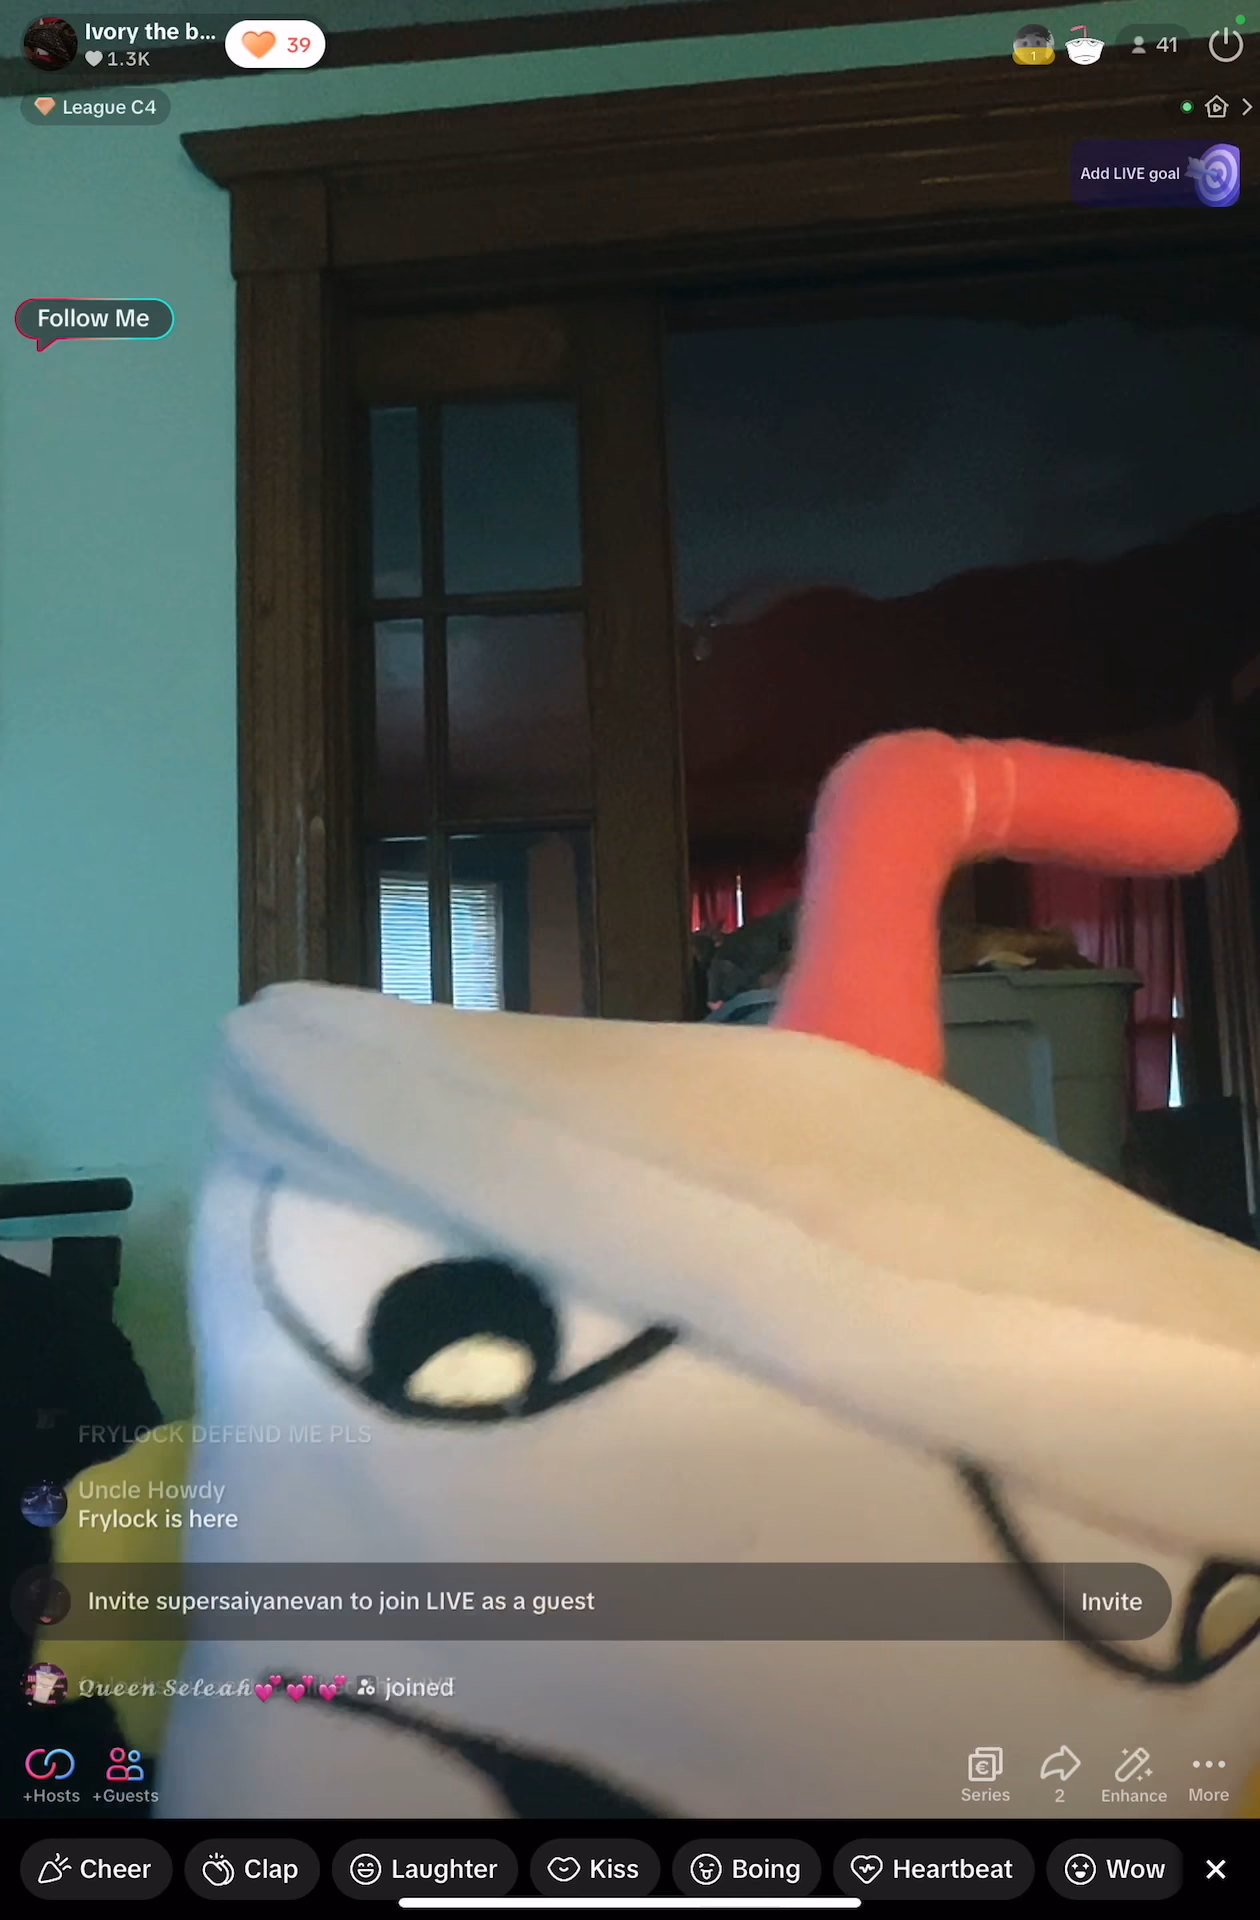 Ivory the b...
1.3K
39
1
41
League C4
Add LIVE goal
Follow Me
FRYLOCK DEFEND ME PLS
Uncle Howdy
Frylock is here
Invite supersaiyanevan to join LIVE as a guest
Invite
Queen Seleah💕💕💕 joined
+Hosts
+Guests
Series
2
Enhance
More
Cheer
Clap
Laughter
Kiss
Boing
Heartbeat
Wow